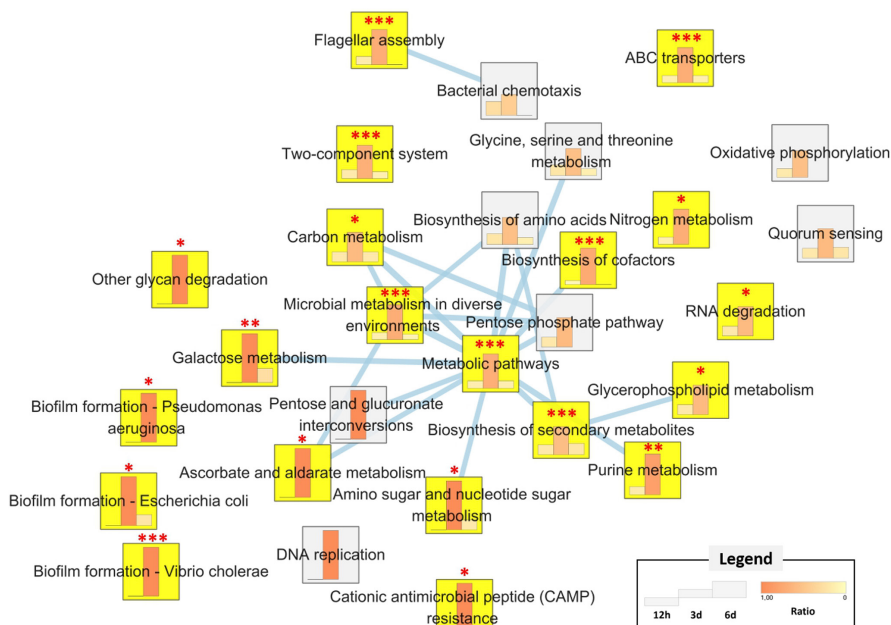 ***
Flagellar assembly
***
ABC transporters
Bacterial chemotaxis
***
Two-component system
Glycine, serine and threonine
metabolism
Oxidative phosphorylation
*
Carbon metabolism
Biosynthesis of amino acids
*
Nitrogen metabolism
Quorum sensing
*
Other glycan degradation
***
Biosynthesis of cofactors
***
Microbial metabolism in diverse
environments
Pentose phosphate pathway
*
RNA degradation
**
Galactose metabolism
***
Metabolic pathways
*
Glycerophospholipid metabolism
*
Biofilm formation - Pseudomonas
aeruginosa
Pentose and glucuronate
interconversions
***
Biosynthesis of secondary metabolites
*
Ascorbate and aldarate metabolism
**
Purine metabolism
*
Biofilm formation - Escherichia coli
*
Amino sugar and nucleotide sugar
metabolism
***
Biofilm formation - Vibrio cholerae
DNA replication
*
Cationic antimicrobial peptide (CAMP)
resistance
Legend
12h 3d 6d
1,00 0
Ratio